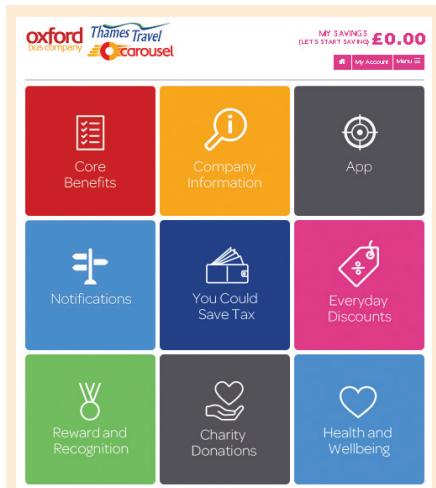 oxford
bus company
Thames Travel
carousel
MY SAVINGS
(LET'S START SAVING)
£0.00
My Account
Menu
Core
Benefits
Company
Information
App
Notifications
You Could
Save Tax
Everyday
Discounts
Reward and
Recognition
Charity
Donations
Health and
Wellbeing